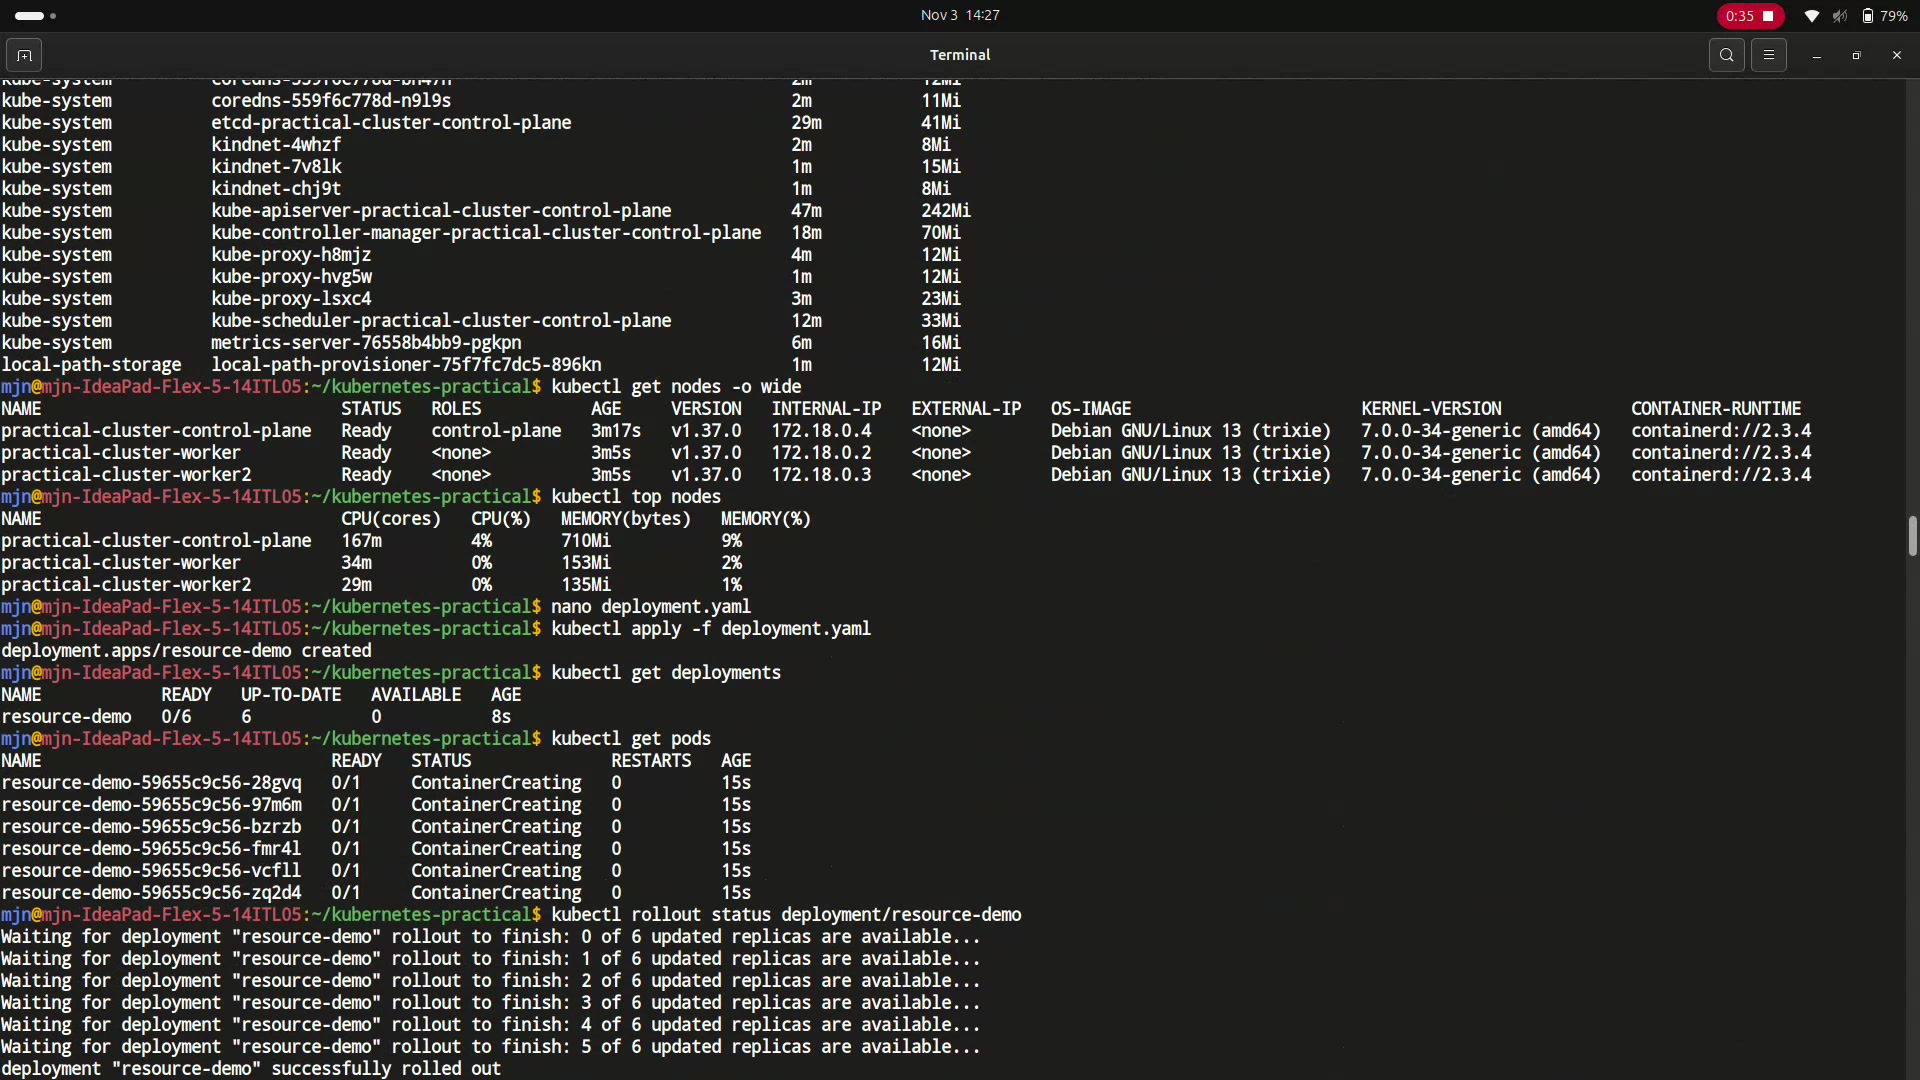 Nov 3 14:27
0:35
79%
Terminal
kube-system coredns-559f6c778d-bh47h 2m 12Mi
kube-system coredns-559f6c778d-n9l9s 2m 11Mi
kube-system etcd-practical-cluster-control-plane 29m 41Mi
kube-system kindnet-4whzf 2m 8Mi
kube-system kindnet-7v8lk 1m 15Mi
kube-system kindnet-chj9t 1m 8Mi
kube-system kube-apiserver-practical-cluster-control-plane 47m 242Mi
kube-system kube-controller-manager-practical-cluster-control-plane 18m 70Mi
kube-system kube-proxy-h8mjz 4m 12Mi
kube-system kube-proxy-hvg5w 1m 12Mi
kube-system kube-proxy-lsxc4 3m 23Mi
kube-system kube-scheduler-practical-cluster-control-plane 12m 33Mi
kube-system metrics-server-76558b4bb9-pgkpn 6m 16Mi
local-path-storage local-path-provisioner-75f7fc7dc5-896kn 1m 12Mi
mjn@mjn-IdeaPad-Flex-5-14ITL05:~/kubernetes-practical$ kubectl get nodes -o wide
NAME STATUS ROLES AGE VERSION INTERNAL-IP EXTERNAL-IP OS-IMAGE KERNEL-VERSION CONTAINER-RUNTIME
practical-cluster-control-plane Ready control-plane 3m17s v1.37.0 172.18.0.4 <none> Debian GNU/Linux 13 (trixie) 7.0.0-34-generic (amd64) containerd://2.3.4
practical-cluster-worker Ready <none> 3m5s v1.37.0 172.18.0.2 <none> Debian GNU/Linux 13 (trixie) 7.0.0-34-generic (amd64) containerd://2.3.4
practical-cluster-worker2 Ready <none> 3m5s v1.37.0 172.18.0.3 <none> Debian GNU/Linux 13 (trixie) 7.0.0-34-generic (amd64) containerd://2.3.4
mjn@mjn-IdeaPad-Flex-5-14ITL05:~/kubernetes-practical$ kubectl top nodes
NAME CPU(cores) CPU(%) MEMORY(bytes) MEMORY(%)
practical-cluster-control-plane 167m 4% 710Mi 9%
practical-cluster-worker 34m 0% 153Mi 2%
practical-cluster-worker2 29m 0% 135Mi 1%
mjn@mjn-IdeaPad-Flex-5-14ITL05:~/kubernetes-practical$ nano deployment.yaml
mjn@mjn-IdeaPad-Flex-5-14ITL05:~/kubernetes-practical$ kubectl apply -f deployment.yaml
deployment.apps/resource-demo created
mjn@mjn-IdeaPad-Flex-5-14ITL05:~/kubernetes-practical$ kubectl get deployments
NAME READY UP-TO-DATE AVAILABLE AGE
resource-demo 0/6 6 0 8s
mjn@mjn-IdeaPad-Flex-5-14ITL05:~/kubernetes-practical$ kubectl get pods
NAME READY STATUS RESTARTS AGE
resource-demo-59655c9c56-28gvq 0/1 ContainerCreating 0 15s
resource-demo-59655c9c56-97m6m 0/1 ContainerCreating 0 15s
resource-demo-59655c9c56-bzrzb 0/1 ContainerCreating 0 15s
resource-demo-59655c9c56-fmr4l 0/1 ContainerCreating 0 15s
resource-demo-59655c9c56-vcfll 0/1 ContainerCreating 0 15s
resource-demo-59655c9c56-zq2d4 0/1 ContainerCreating 0 15s
mjn@mjn-IdeaPad-Flex-5-14ITL05:~/kubernetes-practical$ kubectl rollout status deployment/resource-demo
Waiting for deployment "resource-demo" rollout to finish: 0 of 6 updated replicas are available...
Waiting for deployment "resource-demo" rollout to finish: 1 of 6 updated replicas are available...
Waiting for deployment "resource-demo" rollout to finish: 2 of 6 updated replicas are available...
Waiting for deployment "resource-demo" rollout to finish: 3 of 6 updated replicas are available...
Waiting for deployment "resource-demo" rollout to finish: 4 of 6 updated replicas are available...
Waiting for deployment "resource-demo" rollout to finish: 5 of 6 updated replicas are available...
deployment "resource-demo" successfully rolled out